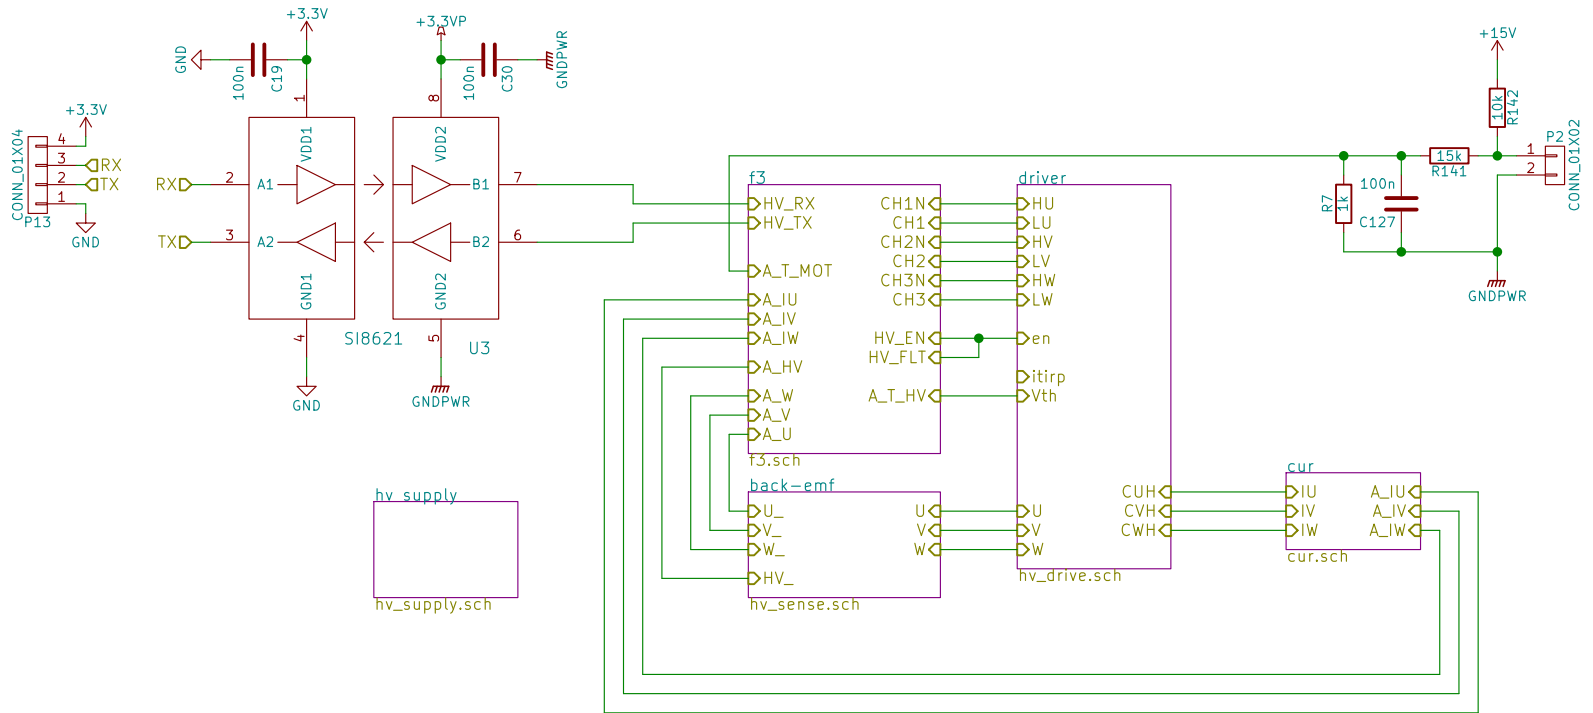 +3.3V
+3.3VP
GND
100n
C19
100n
C30
GNDPWR
+15V
10k
R142
+3.3V
CONN_01X04
4
3
2
1
RX
TX
P13
GND
1
VDD1
8
VDD2
RX
2
A1
B1
7
TX
3
A2
B2
6
GND1
4
GND2
5
SI8621
U3
GND
GNDPWR
P2
1
2
CONN_01X02
15k
R141
R7
1k
100n
C127
GNDPWR
f3
HV_RX
HV_TX
A_T_MOT
A_IU
A_IV
A_IW
A_HV
A_W
A_V
A_U
CH1N
CH1
CH2N
CH2
CH3N
CH3
HV_EN
HV_FLT
A_T_HV
f3.sch
driver
HU
LU
HV
LV
HW
LW
en
itirp
Vth
U
V
W
CUH
CVH
CWH
hv_drive.sch
back-emf
U_
V_
W_
HV_
U
V
W
hv_sense.sch
cur
IU
IV
IW
A_IU
A_IV
A_IW
cur.sch
hv_supply
hv_supply.sch